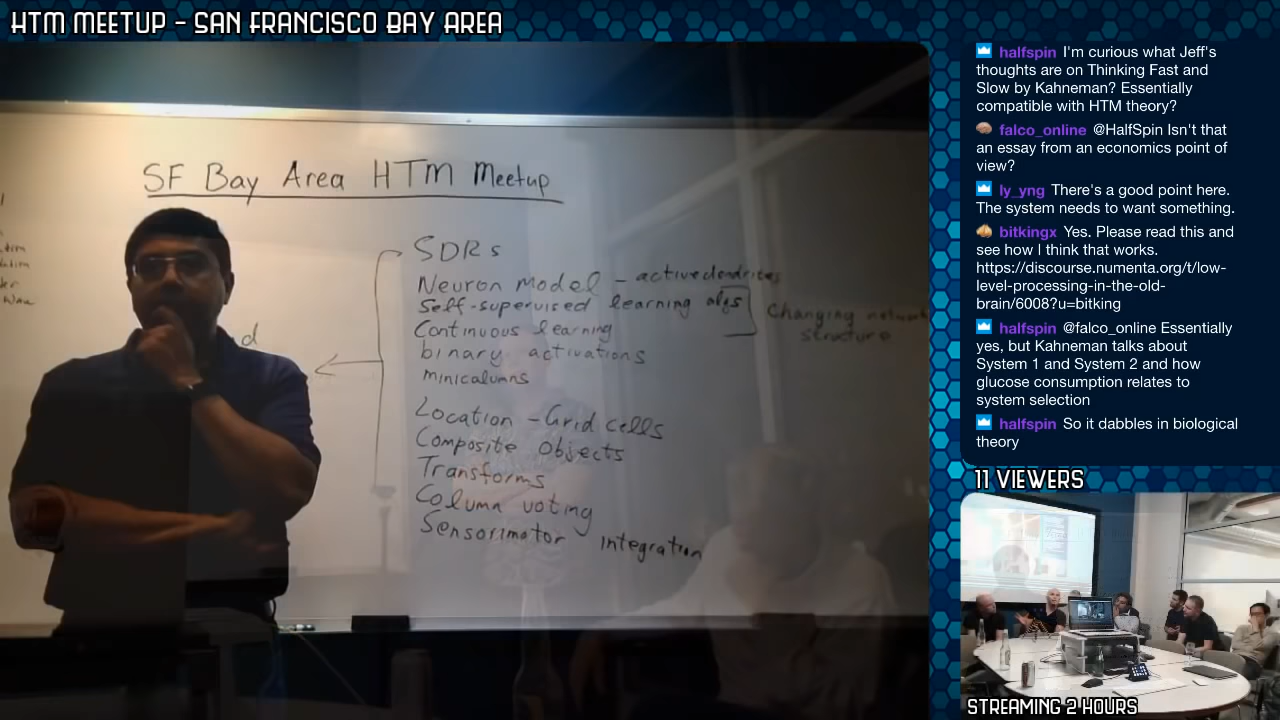 HTM MEETUP - SAN FRANCISCO BAY AREA
SF Bay Area HTM Meetup
SDRs
Neuron model - active dendrites
Self-supervised learning algs
Continuous learning
binary activations
minicolumns
Changing network
structure
Location - Grid cells
Composite Objects
Transforms
Column voting
Sensorimotor integration
halfspin I'm curious what Jeff's
thoughts are on Thinking Fast and
Slow by Kahneman? Essentially
compatible with HTM theory?
falco_online @HalfSpin Isn't that
an essay from an economics point of
view?
ly_yng There's a good point here.
The system needs to want something.
bitkingx Yes. Please read this and
see how I think that works.
https://discourse.numenta.org/t/low-
level-processing-in-the-old-
brain/6008?u=bitking
halfspin @falco_online Essentially
yes, but Kahneman talks about
System 1 and System 2 and how
glucose consumption relates to
system selection
halfspin So it dabbles in biological
theory
11 VIEWERS
STREAMING 2 HOURS